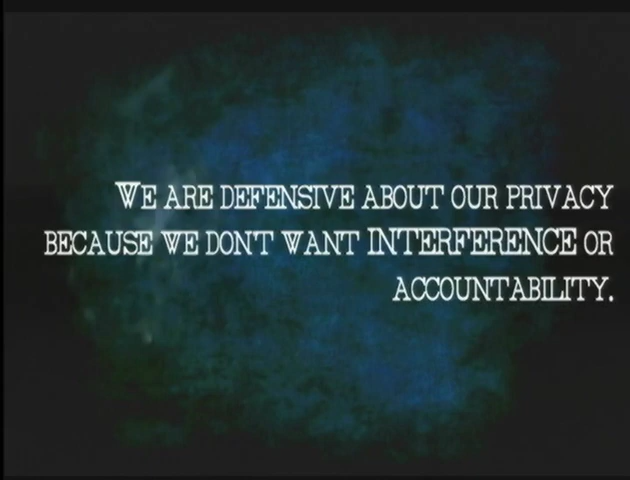 We are defensive about our privacy
because we don't want INTERFERENCE or
accountability.